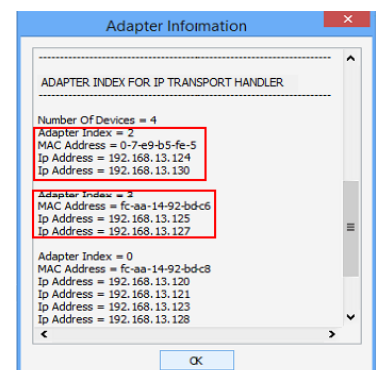 Adapter Information
ADAPTER INDEX FOR IP TRANSPORT HANDLER
Number Of Devices = 4
Adapter Index = 2
MAC Address = 0-7-e9-b5-fe-5
Ip Address = 192.168.13.124
Ip Address = 192.168.13.130
Adapter Index = 3
MAC Address = fc-aa-14-92-bd-c6
Ip Address = 192.168.13.125
Ip Address = 192.168.13.127
Adapter Index = 0
MAC Address = fc-aa-14-92-bd-c8
Ip Address = 192.168.13.120
Ip Address = 192.168.13.121
Ip Address = 192.168.13.123
Ip Address = 192.168.13.128
OK